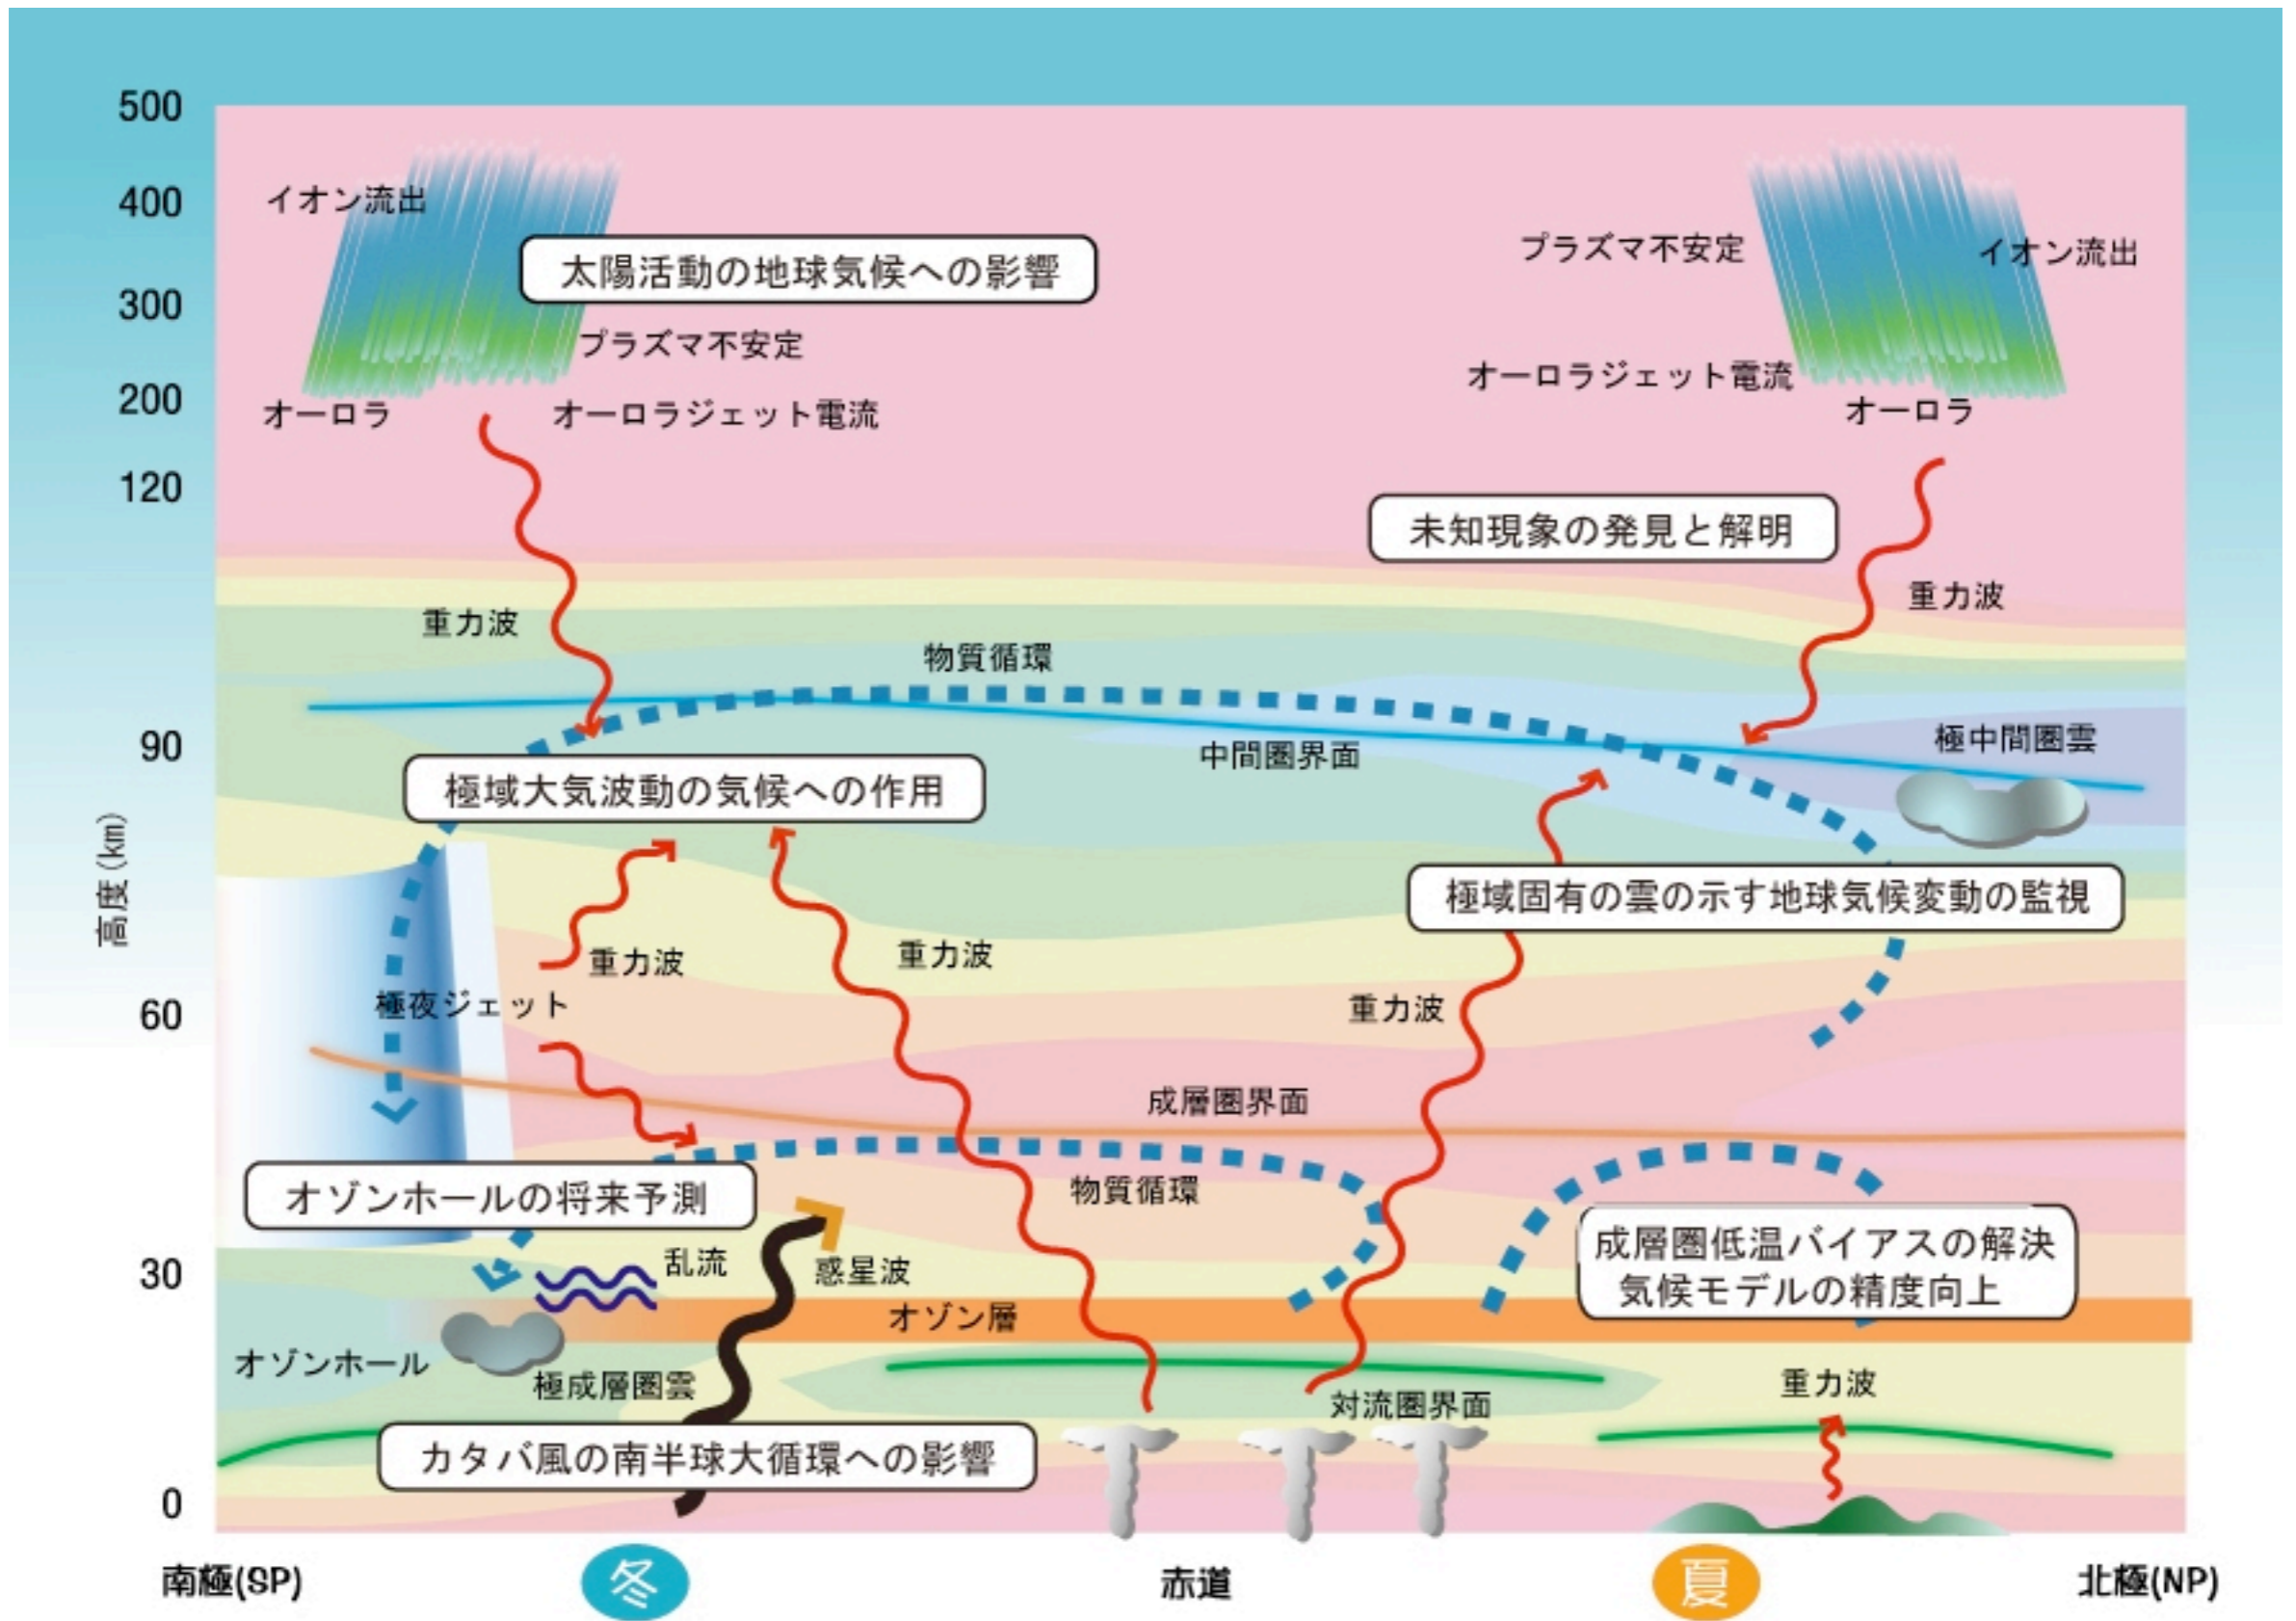 500
400
300
200
120
90
60
30
0
高度(km)
イオン流出
太陽活動の地球気候への影響
プラズマ不安定
オーロラ
オーロラジェット電流
プラズマ不安定
イオン流出
オーロラジェット電流
オーロラ
未知現象の発見と解明
重力波
重力波
物質循環
中間圏界面
極中間圏雲
極域大気波動の気候への作用
極域固有の雲の示す地球気候変動の監視
重力波
重力波
重力波
極夜ジェット
成層圏界面
物質循環
オゾンホールの将来予測
成層圏低温バイアスの解決
気候モデルの精度向上
乱流
惑星波
オゾン層
オゾンホール
極成層圏雲
対流圏界面
重力波
カタバ風の南半球大循環への影響
南極(SP)
冬
赤道
夏
北極(NP)